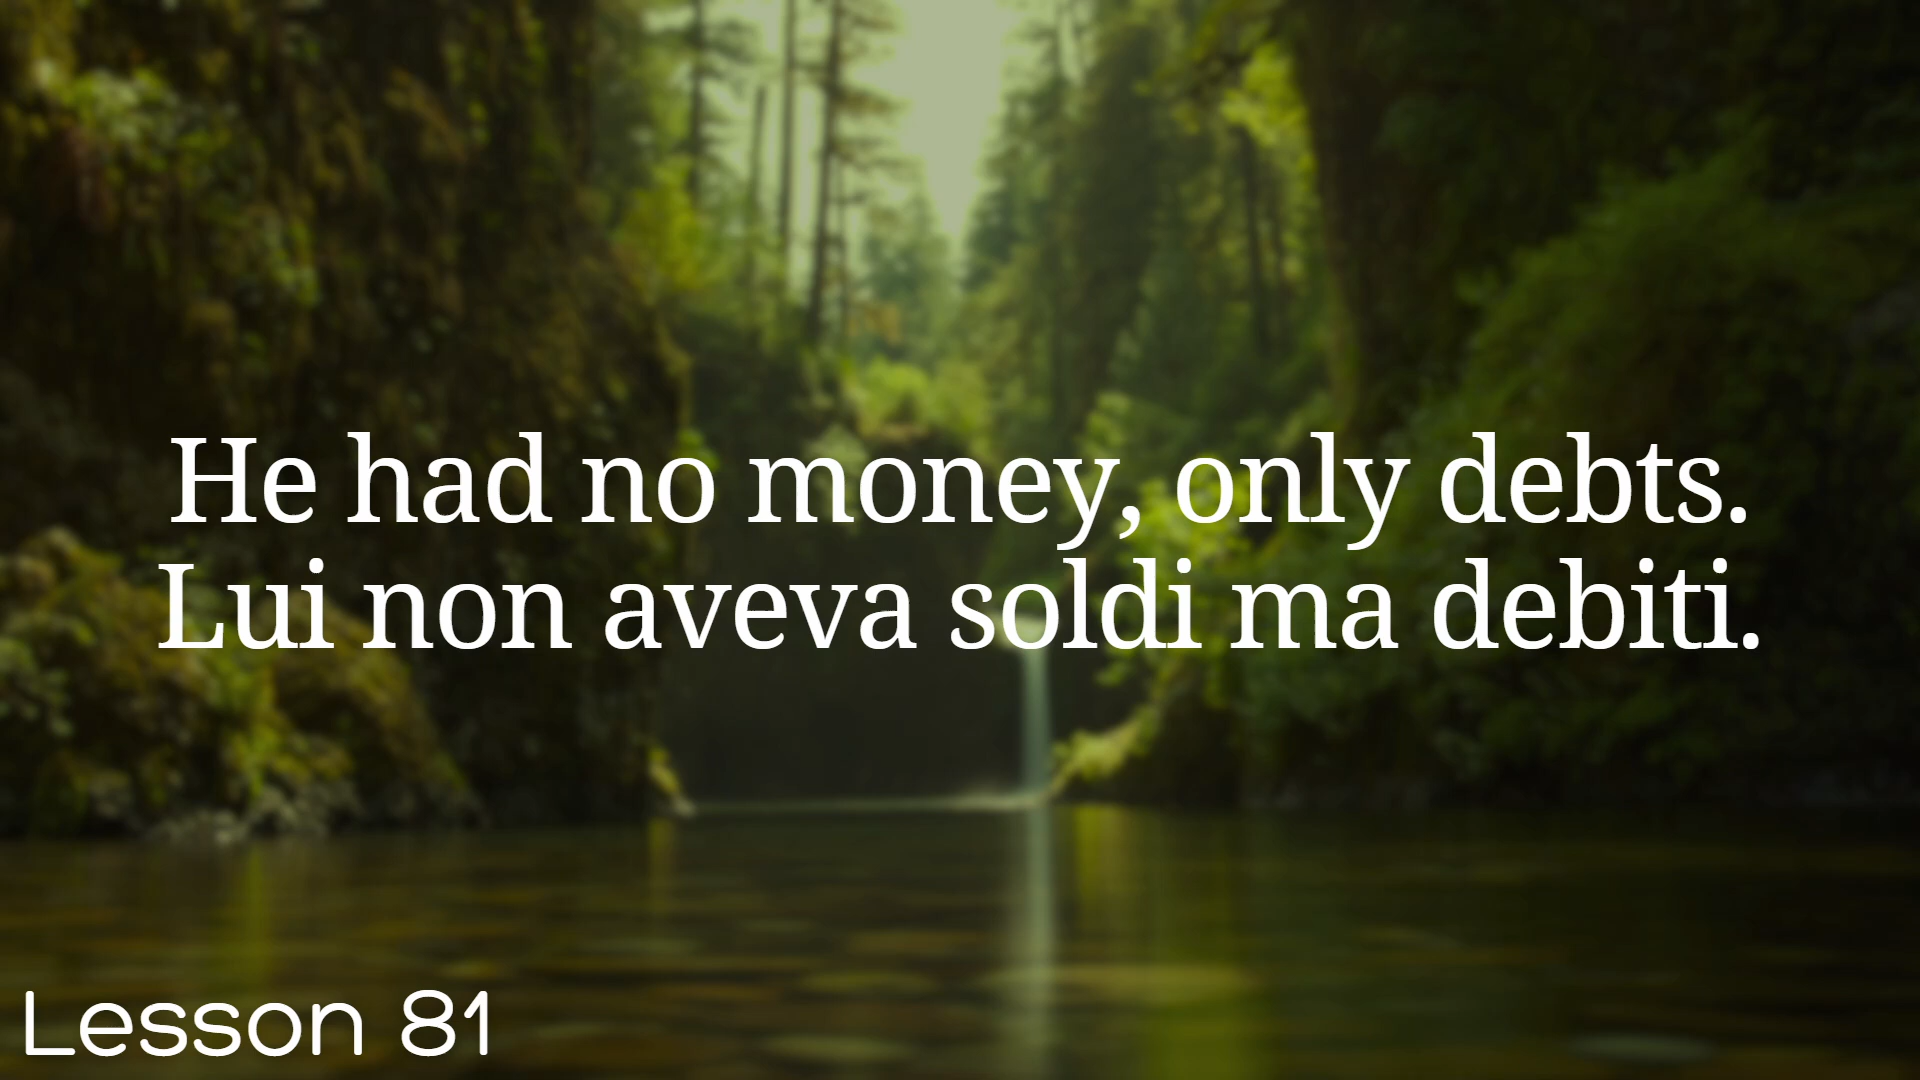 He had no money, only debts.
Lui non aveva soldi ma debiti.
Lesson 81